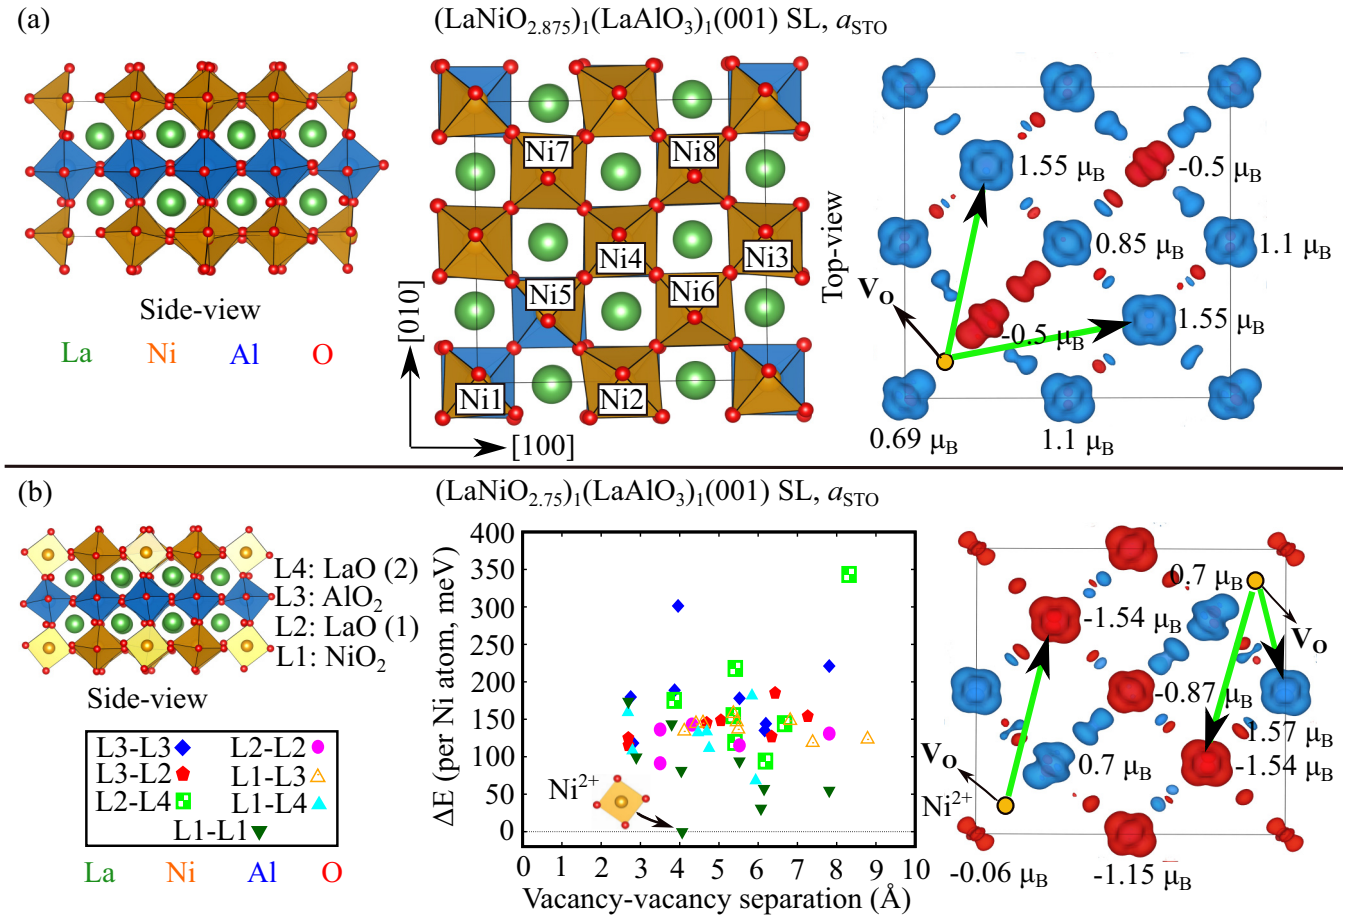 (a)
(LaNiO2.875)1(LaAlO3)1(001) SL, aSTO
Side-view
La Ni Al O
Ni7 Ni8
Ni4 Ni3
Ni5 Ni6
Ni1 Ni2
[010]
[100]
Top-view
1.55 μB
-0.5 μB
0.85 μB
1.1 μB
VO
-0.5 μB
1.55 μB
0.69 μB
1.1 μB
(b)
(LaNiO2.75)1(LaAlO3)1(001) SL, aSTO
L4: LaO (2)
L3: AlO2
L2: LaO (1)
L1: NiO2
Side-view
L3-L3 L2-L2
L3-L2 L1-L3
L2-L4 L1-L4
L1-L1
La Ni Al O
ΔE (per Ni atom, meV)
400
350
300
250
200
150
100
50
0
Ni2+
0 1 2 3 4 5 6 7 8 9 10
Vacancy-vacancy separation (Å)
0.7 μB
VO
-1.54 μB
-0.87 μB
1.57 μB
-1.54 μB
VO
0.7 μB
Ni2+
-0.06 μB
-1.15 μB